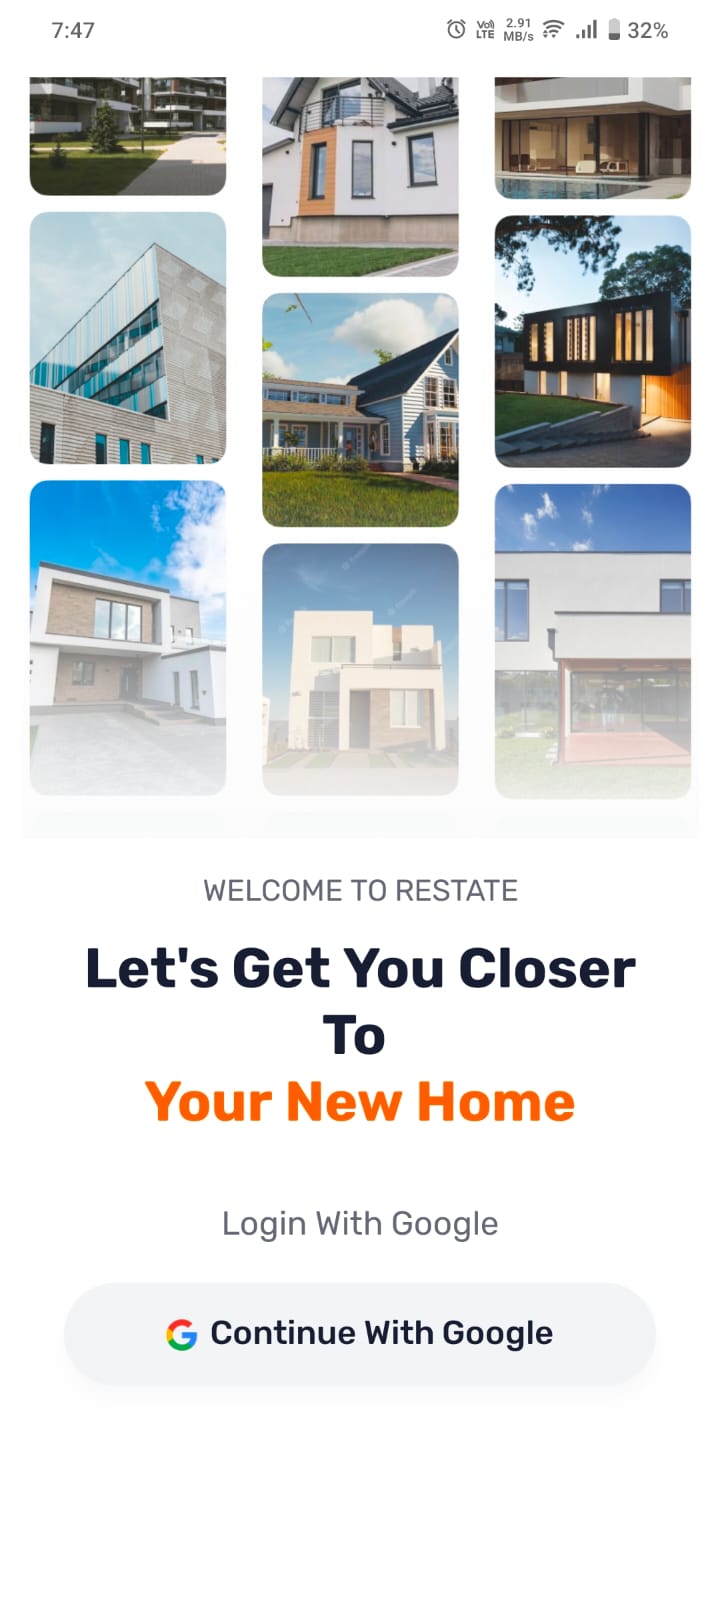 7:47
Vo) LTE 2.91 MB/s 32%
WELCOME TO RESTATE
Let's Get You Closer
To
Your New Home
Login With Google
Continue With Google